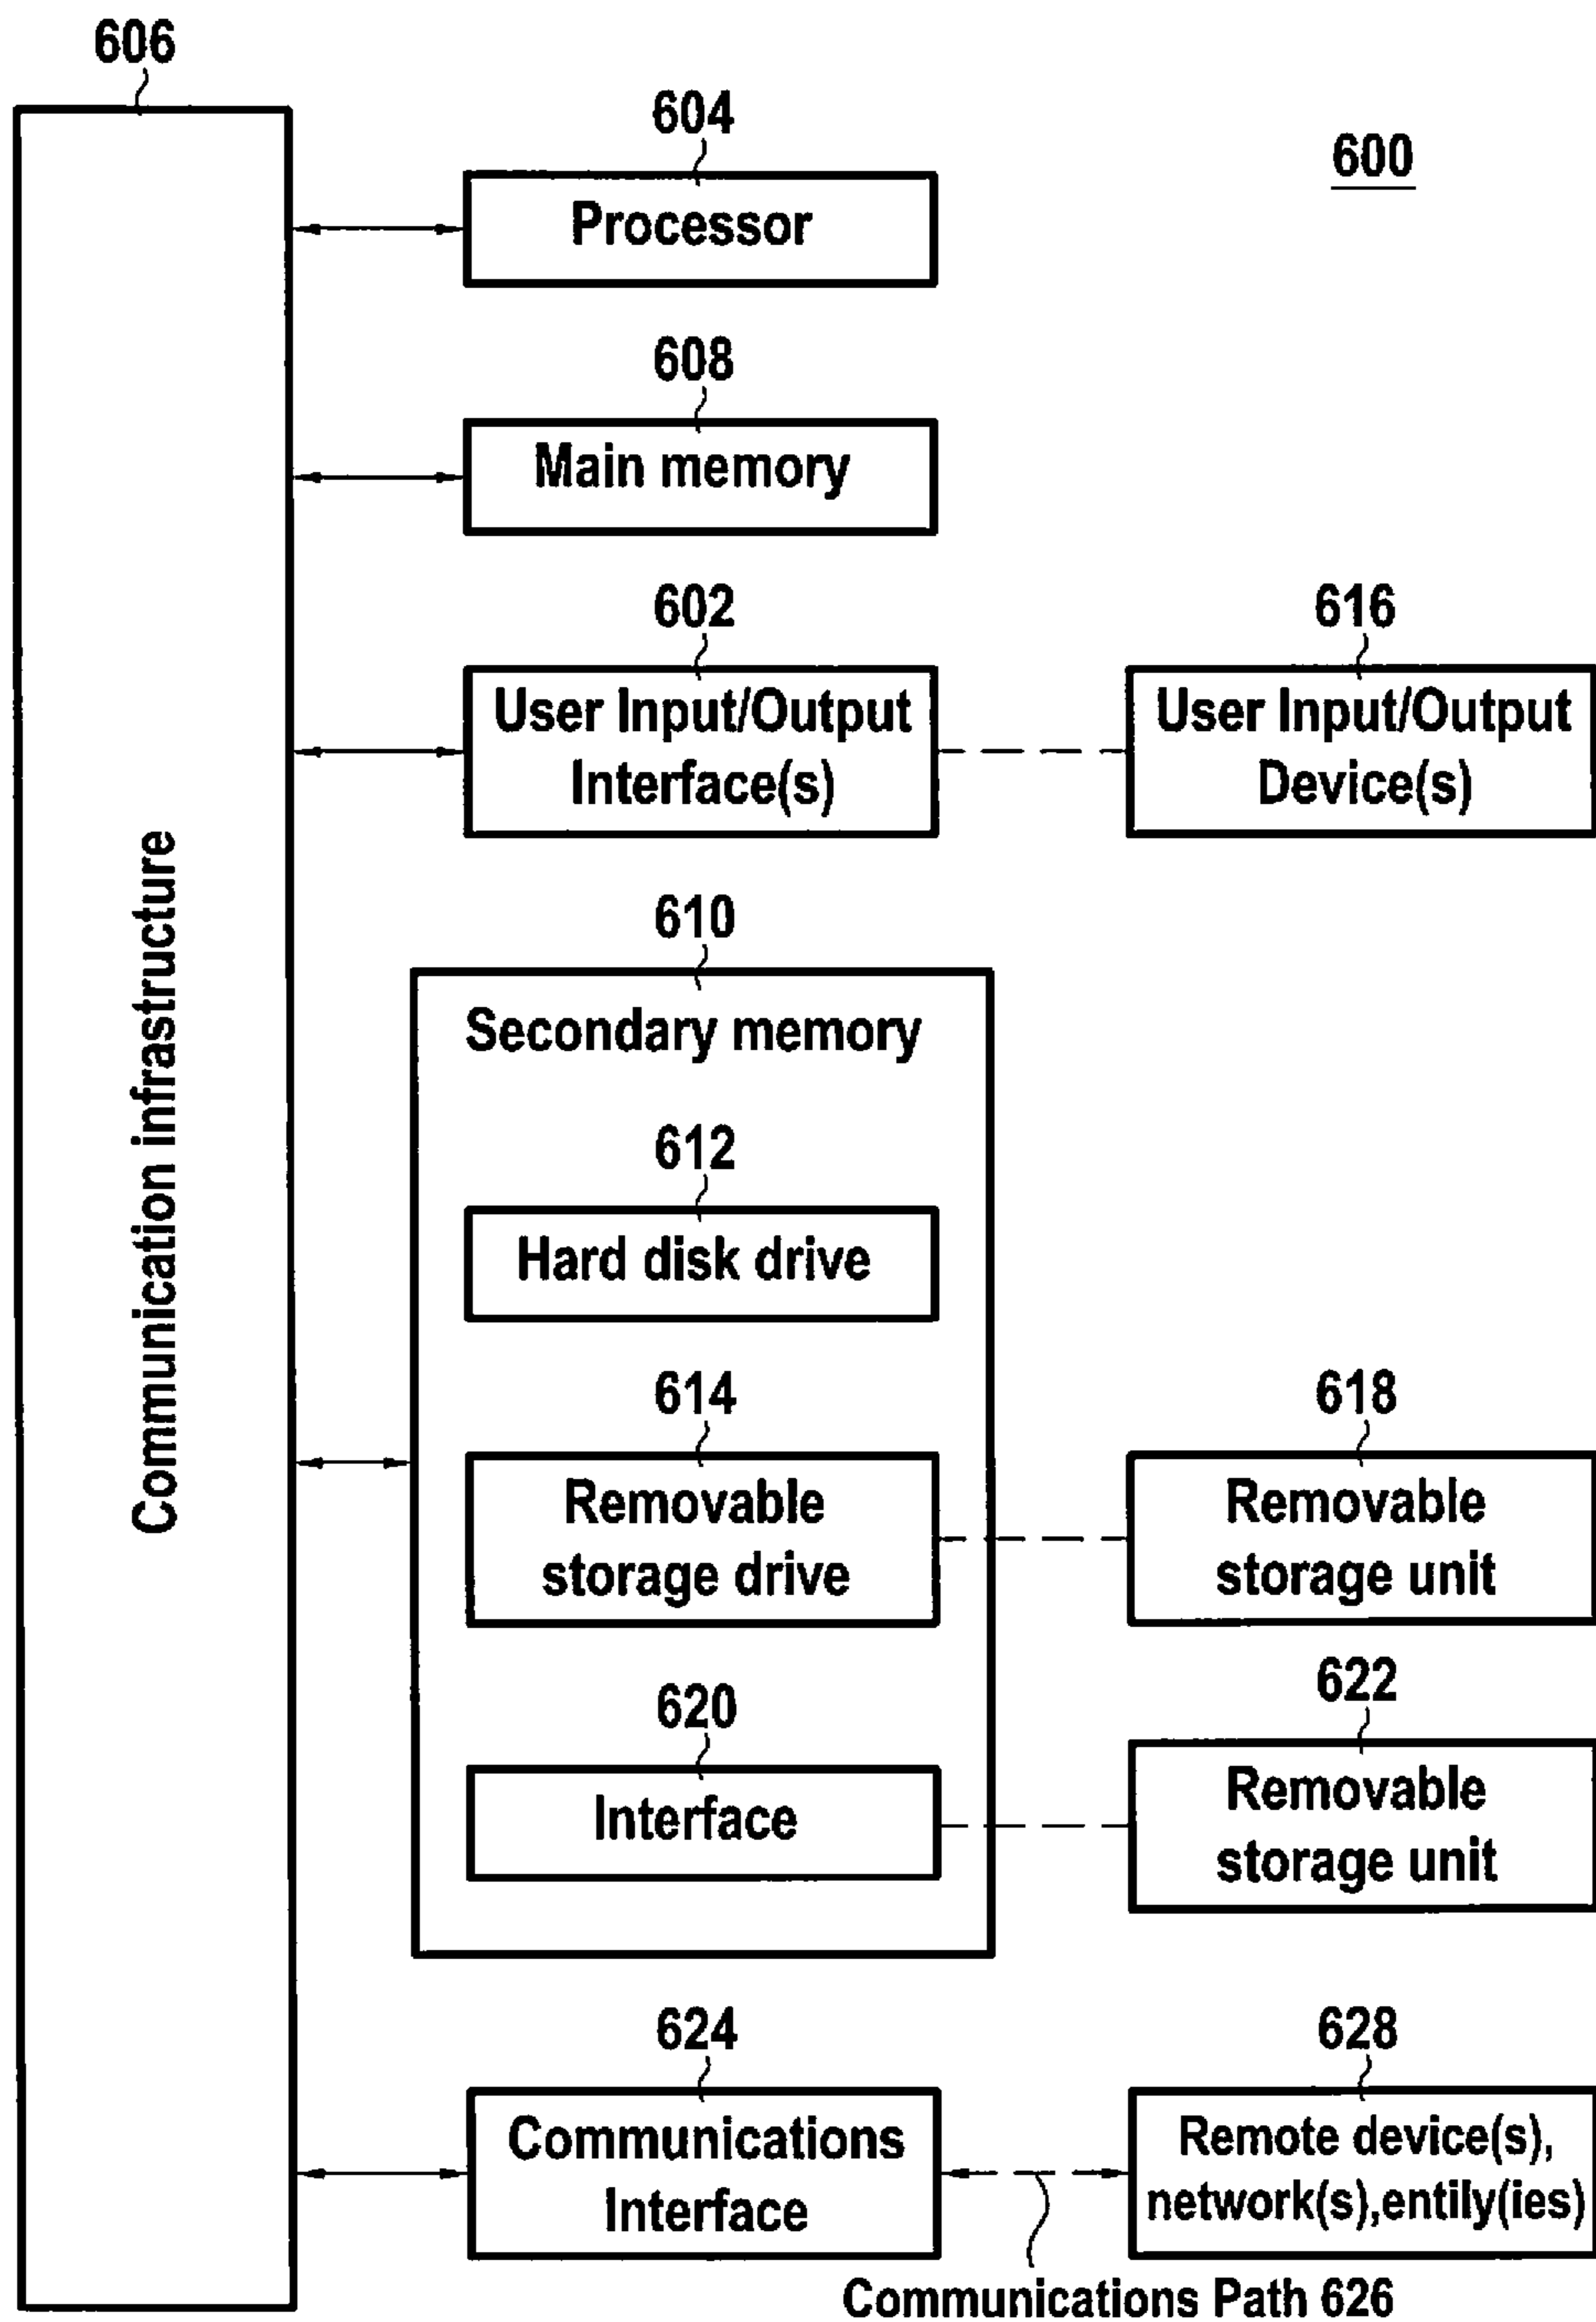 606
604
600
Processor
608
Main memory
602
616
User Input/Output
Interface(s)
User Input/Output
Device(s)
Communication infrastructure
610
Secondary memory
612
Hard disk drive
614
618
Removable
storage drive
Removable
storage unit
620
622
Interface
Removable
storage unit
624
628
Communications
Interface
Remote device(s),
network(s),entily(ies)
Communications Path 626